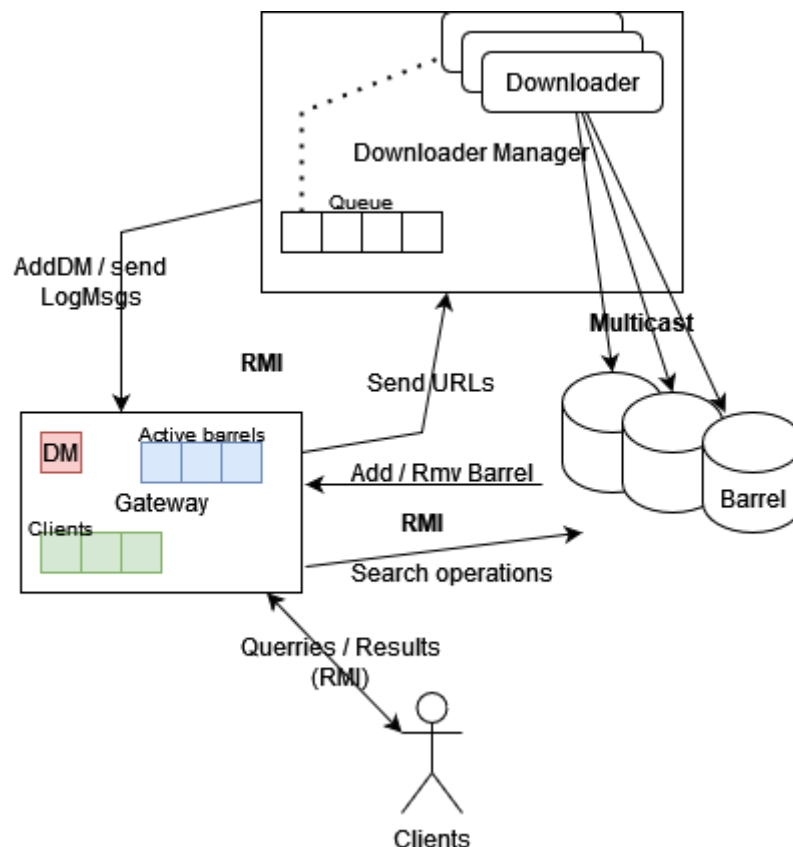 Downloader
Downloader Manager
Queue
AddDM / send
LogMsgs
Multicast
RMI
Send URLs
DM
Active barrels
Gateway
Clients
Add / Rmv Barrel
Barrel
RMI
Search operations
Querries / Results
(RMI)
Clients